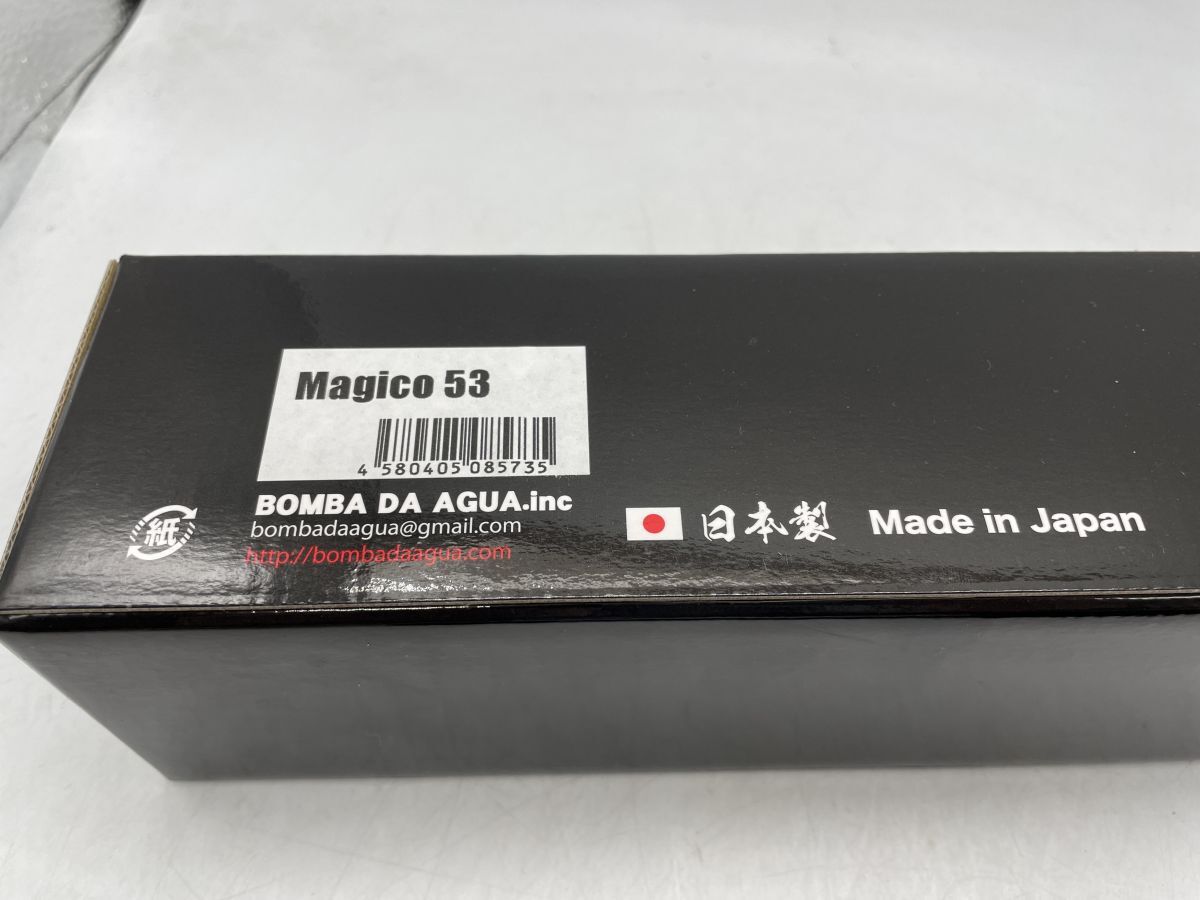 Magico 53
4 580405 085735
BOMBA DA AGUA.inc
bombadaagua@gmail.com
http://bombadaagua.com
紙
日本製 Made in Japan